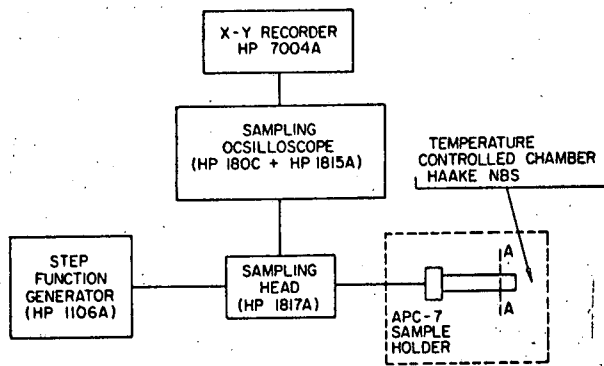 X-Y RECORDER
HP 7004A
SAMPLING
OCSILLOSCOPE
(HP 180C + HP 1815A)
TEMPERATURE
CONTROLLED CHAMBER
HAAKE NBS
STEP
FUNCTION
GENERATOR
(HP 1106A)
SAMPLING
HEAD
(HP 1817A)
A
A
APC-7
SAMPLE
HOLDER